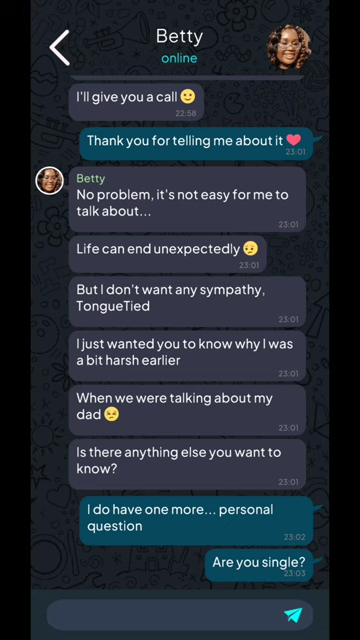 Betty
online
I'll give you a call 🙂
22:58
Thank you for telling me about it ❤️
23:01
Betty
No problem, it's not easy for me to
talk about...
23:01
Life can end unexpectedly 😥
23:01
But I don't want any sympathy,
TongueTied
23:01
I just wanted you to know why I was
a bit harsh earlier
23:01
When we were talking about my
dad 😣
23:01
Is there anything else you want to
know?
23:01
I do have one more... personal
question
23:02
Are you single?
23:03